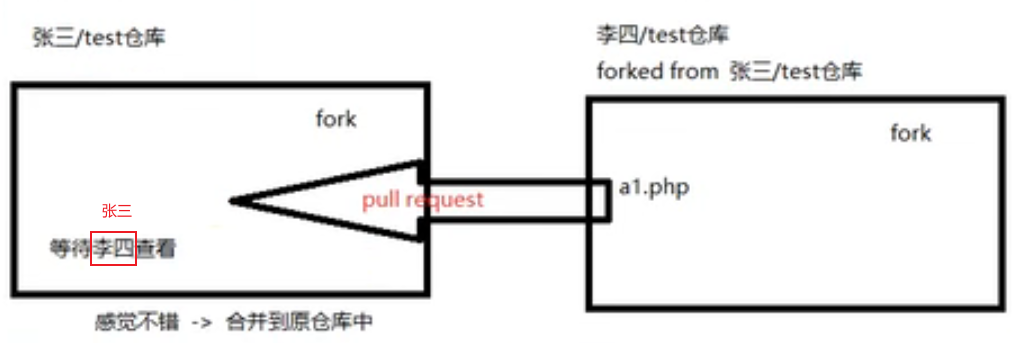 张三/test仓库
李四/test仓库
forked from 张三/test仓库
fork
fork
pull request
a1.php
张三
等待李四查看
感觉不错 -> 合并到原仓库中